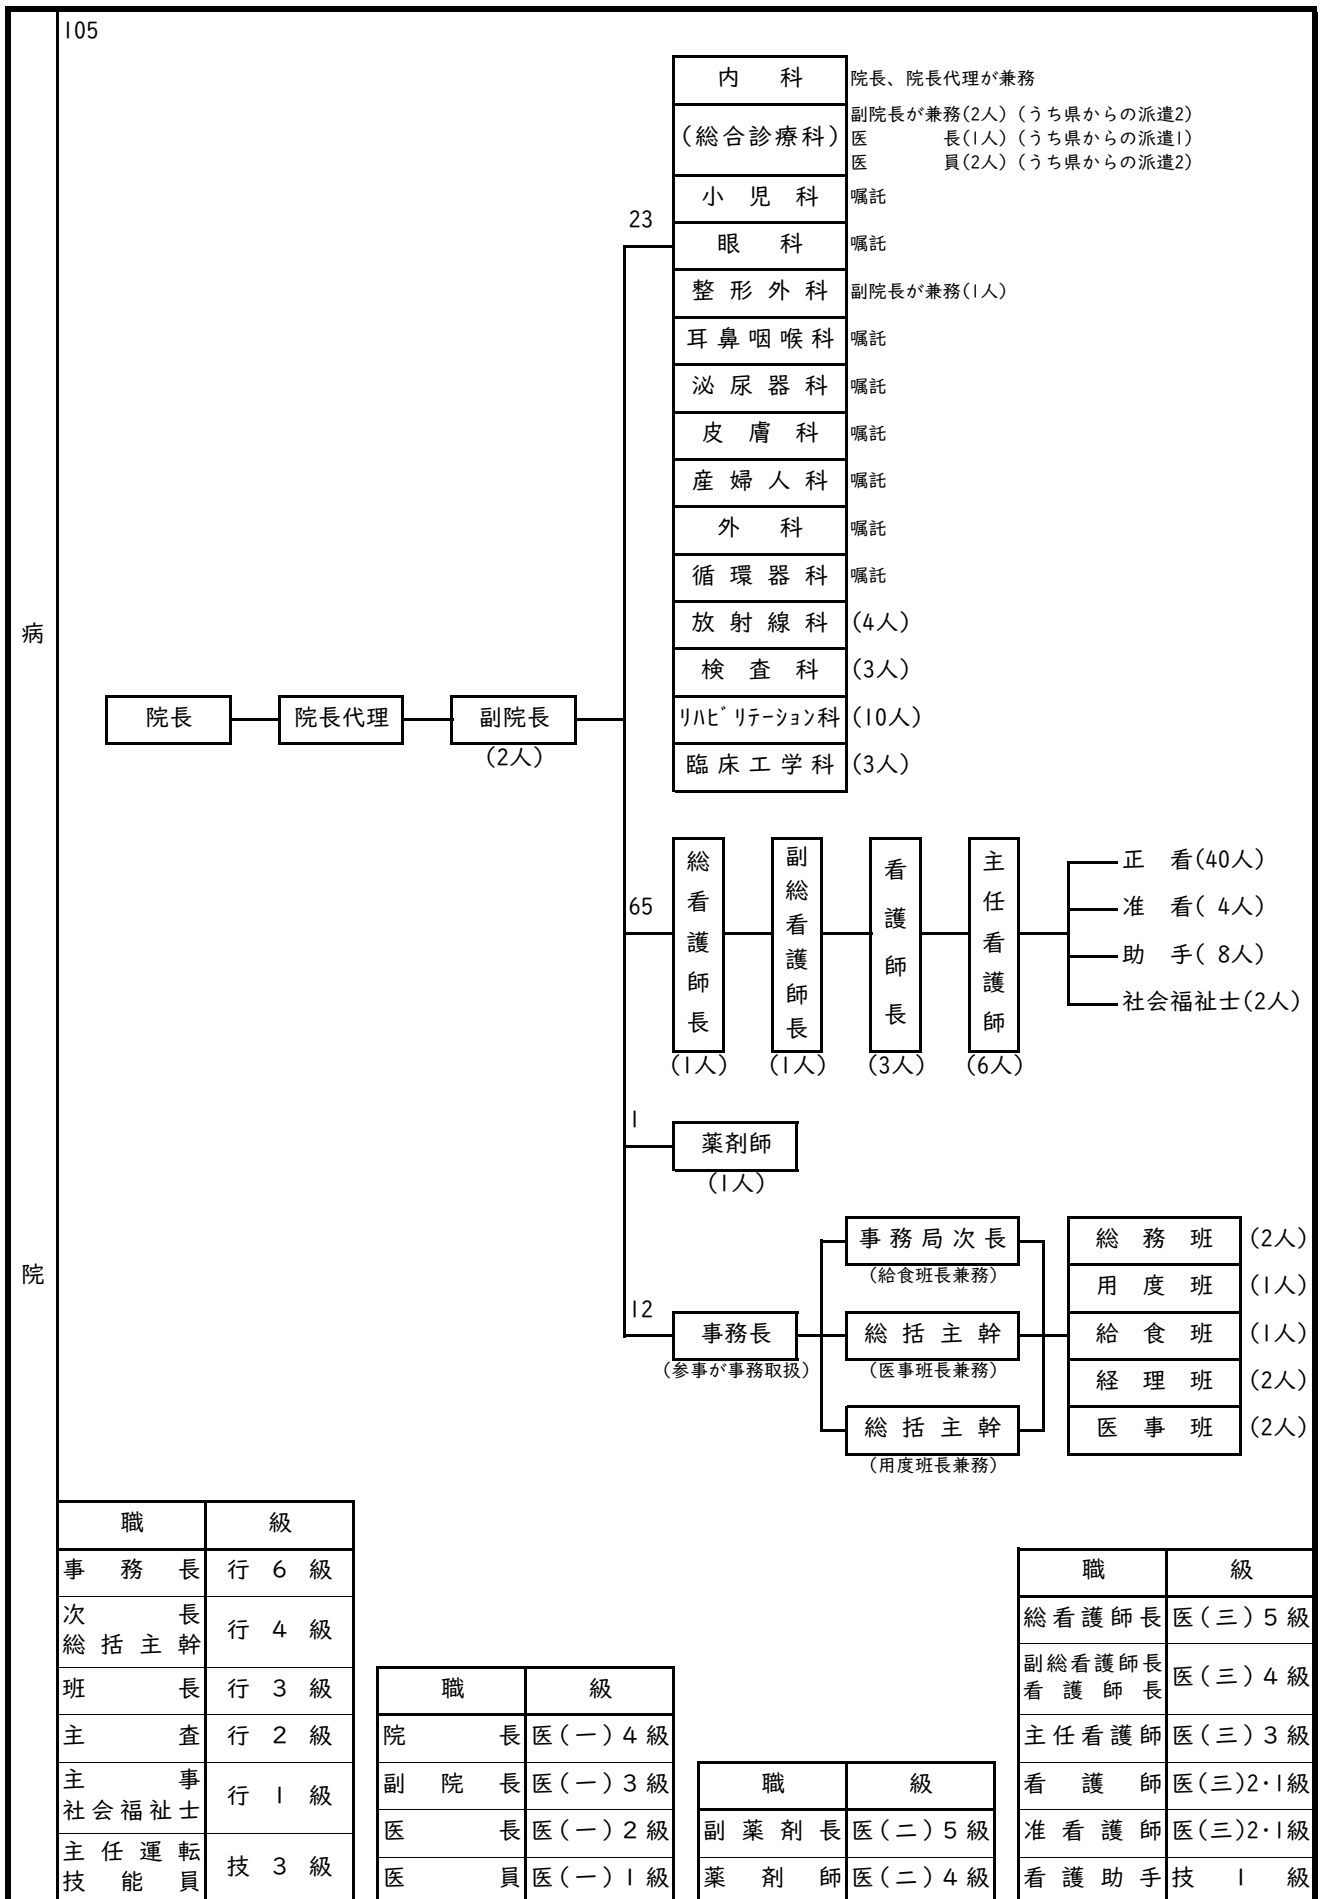 105
病
院
内科 院長、院長代理が兼務
(総合診療科) 副院長が兼務(2人) (うち県からの派遣2)
医長(1人) (うち県からの派遣1)
医員(2人) (うち県からの派遣2)
小児科 嘱託
23
眼科 嘱託
整形外科 副院長が兼務(1人)
耳鼻咽喉科 嘱託
泌尿器科 嘱託
皮膚科 嘱託
産婦人科 嘱託
外科 嘱託
循環器科 嘱託
放射線科 (4人)
検査科 (3人)
リハビリテーション科 (10人)
臨床工学科 (3人)
院長 院長代理 副院長
(2人)
65
総看護師長
(1人)
副総看護師長
(1人)
看護師長
(3人)
主任看護師
(6人)
正看(40人)
准看( 4人)
助手( 8人)
社会福祉士(2人)
1
薬剤師
(1人)
12
事務長
(参事が事務取扱)
事務局次長
(給食班長兼務)
総括主幹
(医事班長兼務)
総括主幹
(用度班長兼務)
総務班 (2人)
用度班 (1人)
給食班 (1人)
経理班 (2人)
医事班 (2人)
職 級
事務長 行6級
次長
総括主幹 行4級
班長 行3級
主査 行2級
主事
社会福祉士 行1級
主任運転
技能員 技3級
職 級
院長 医(一)4級
副院長 医(一)3級
医長 医(一)2級
医員 医(一)1級
職 級
副薬剤長 医(二)5級
薬剤師 医(二)4級
職 級
総看護師長 医(三)5級
副総看護師長
看護師長 医(三)4級
主任看護師 医(三)3級
看護師 医(三)2・1級
准看護師 医(三)2・1級
看護助手 技1級